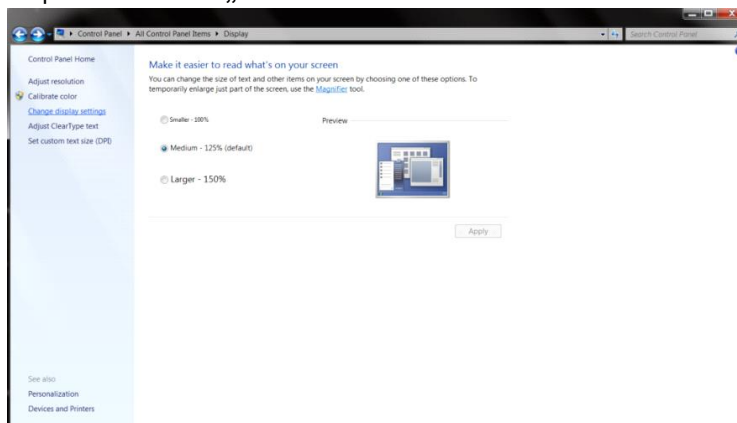 Control Panel ▸ All Control Panel Items ▸ Display
Search Control Panel
Control Panel Home
Adjust resolution
Calibrate color
Change display settings
Adjust ClearType text
Set custom text size (DPI)
Make it easier to read what's on your screen
You can change the size of text and other items on your screen by choosing one of these options. To
temporarily enlarge just part of the screen, use the Magnifier tool.
Smaller - 100%
Preview
Medium - 125% (default)
Larger - 150%
Apply
See also
Personalization
Devices and Printers